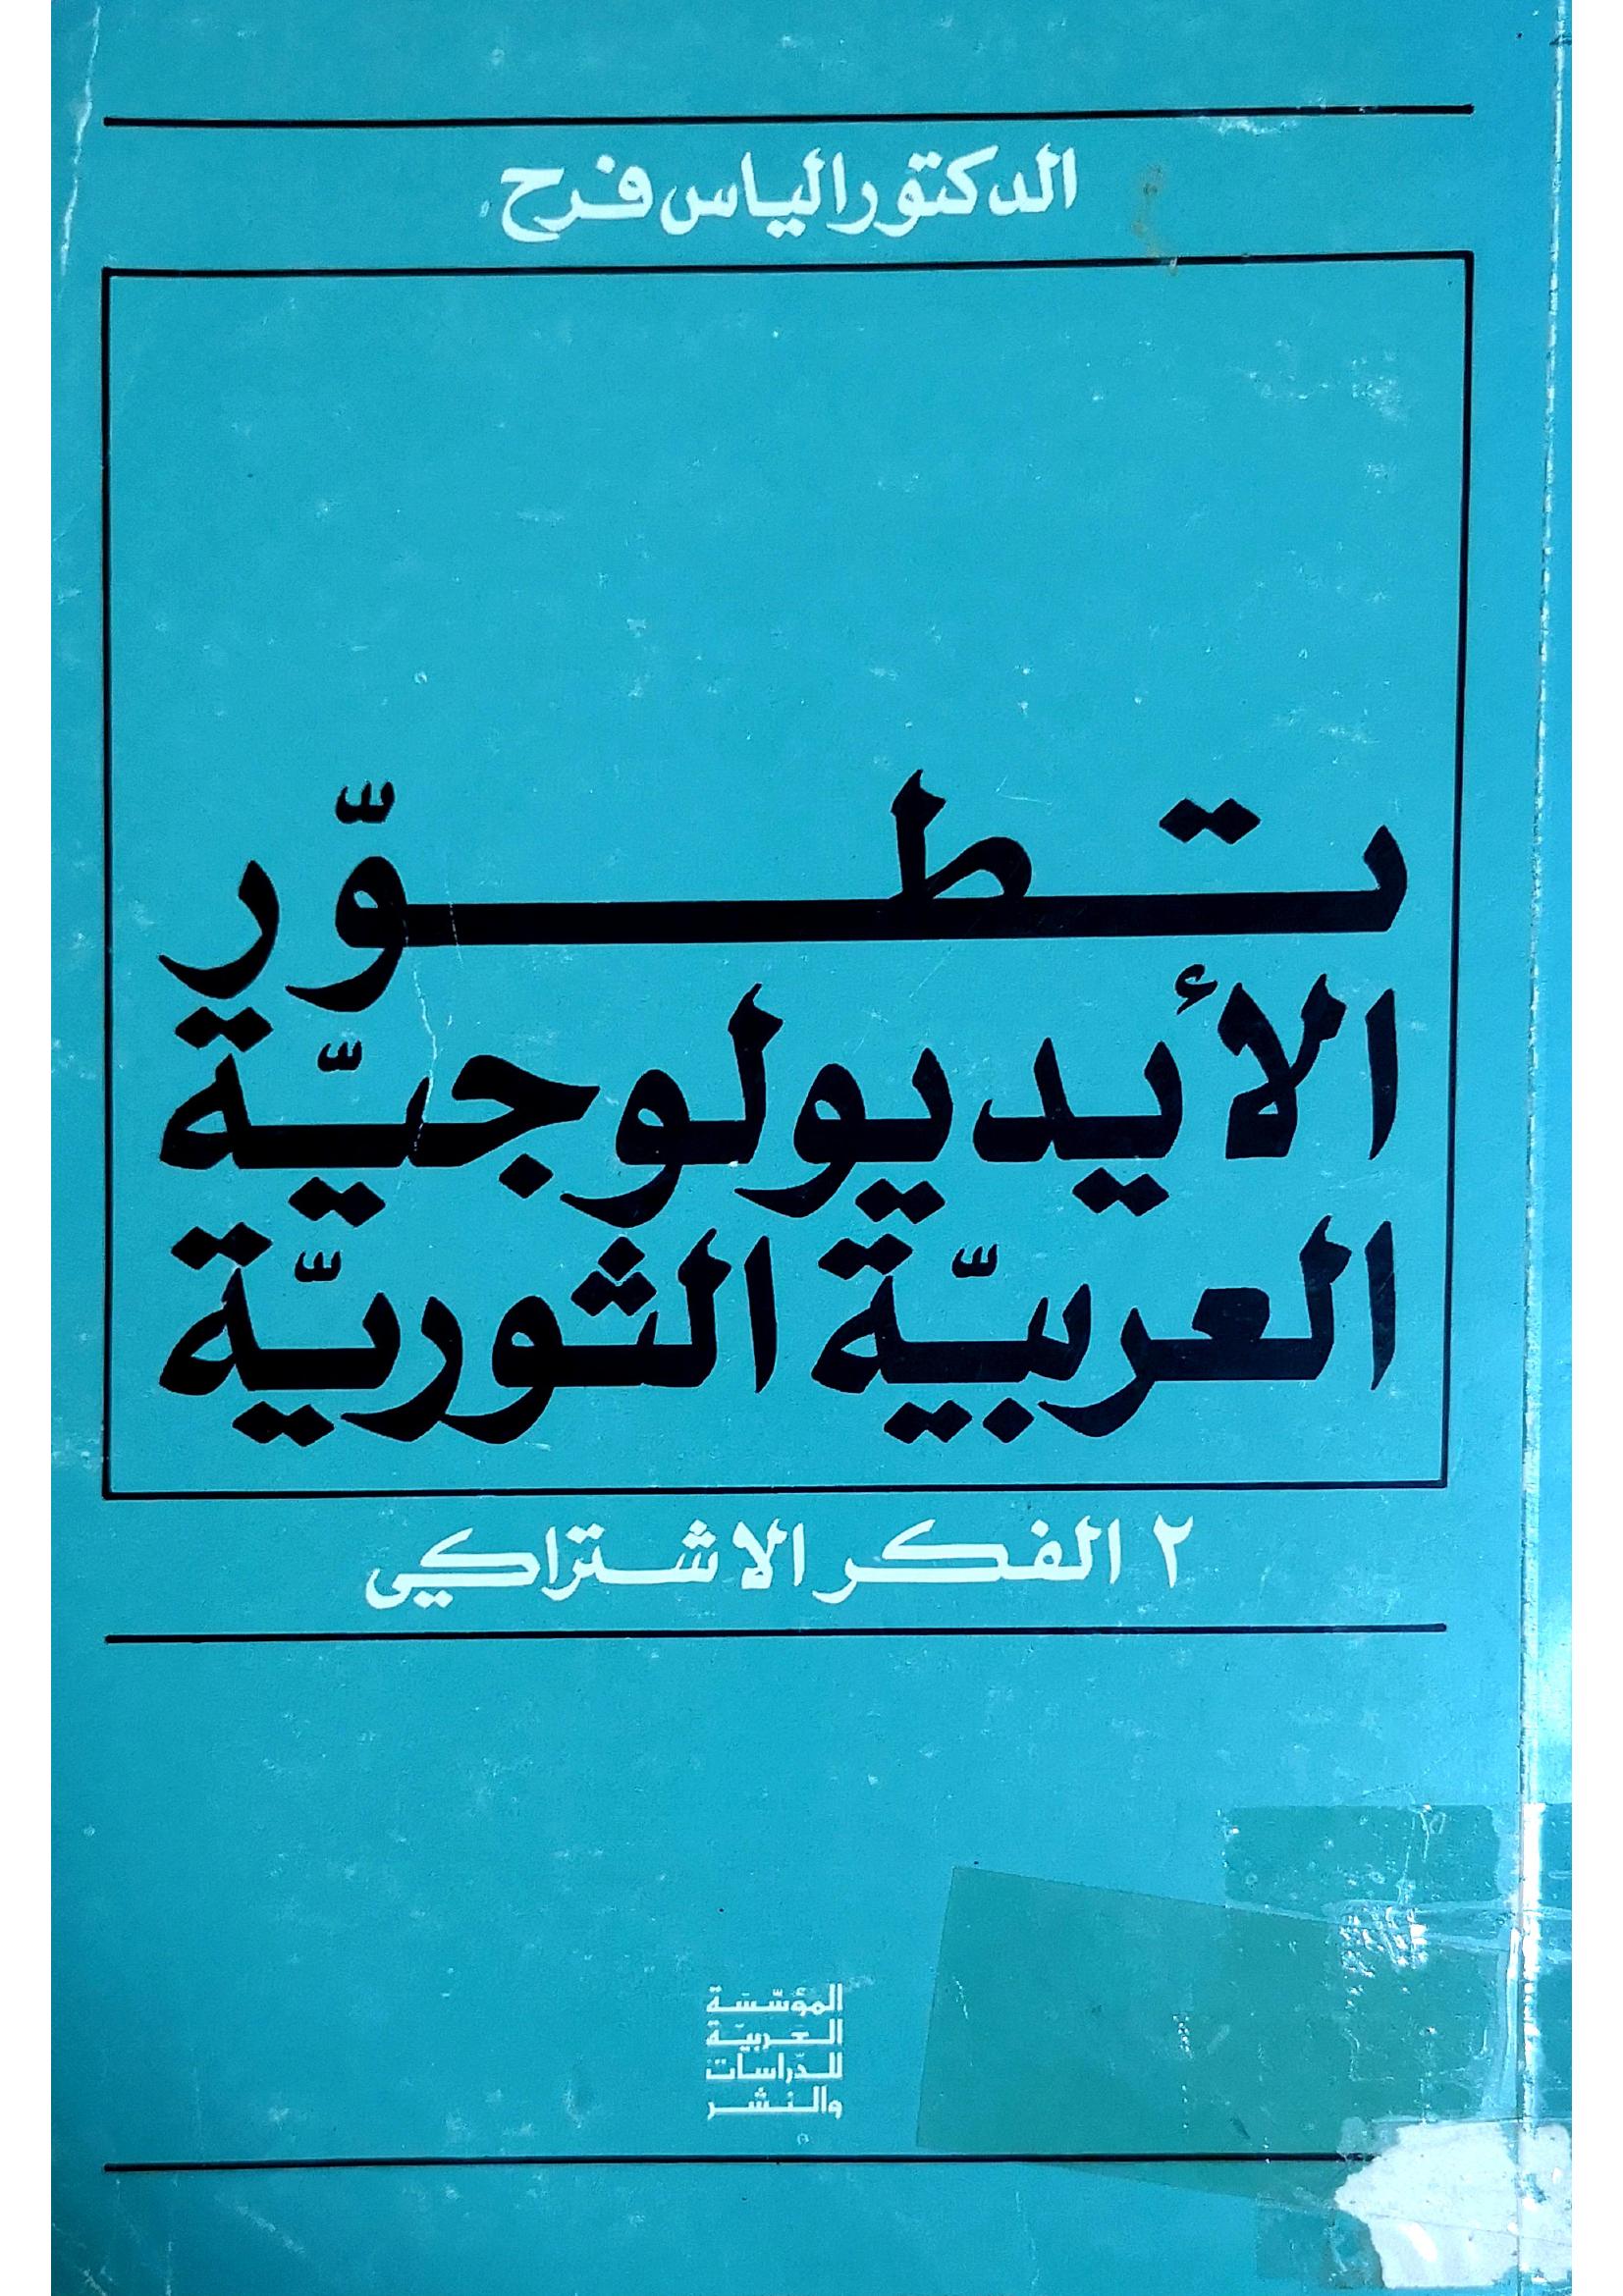 الدكتور الياس فرح
تطوّر
الأيديولوجيّة
العربيّة الثوريّة
٢ الفكر الاشتراكي
المؤسّسة
العربيّة
للدّراسات
والنشر